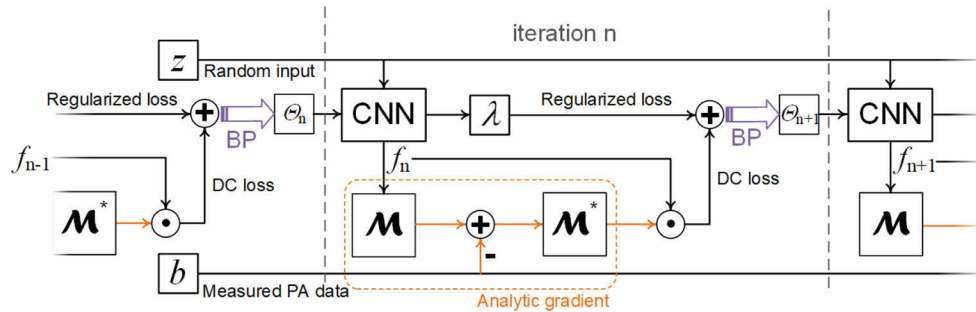 iteration n
z
Random input
Regularized loss
+
BP
Θn
CNN
λ
Regularized loss
+
BP
Θn+1
CNN
fn-1
DC loss
fn
DC loss
fn+1
M*
M
+
-
M*
M
b
Measured PA data
Analytic gradient